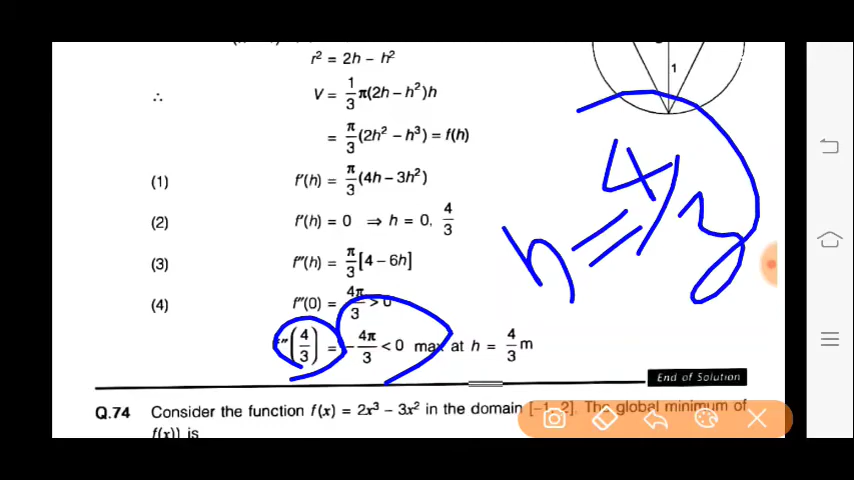 r² = 2h – h²
∴ V = 1/3 π(2h – h²)h
= π/3 (2h² – h³) = f(h)
(1) f'(h) = π/3 (4h – 3h²)
(2) f'(h) = 0 ⇒ h = 0, 4/3
(3) f''(h) = π/3 [4 – 6h]
(4) f''(0) = 4π/3 > 0
f''(4/3) = –4π/3 < 0 max at h = 4/3 m
1
h = 4/3
End of Solution
Q.74 Consider the function f(x) = 2x³ – 3x² in the domain [–1, 2]. The global minimum of
f(x)) is